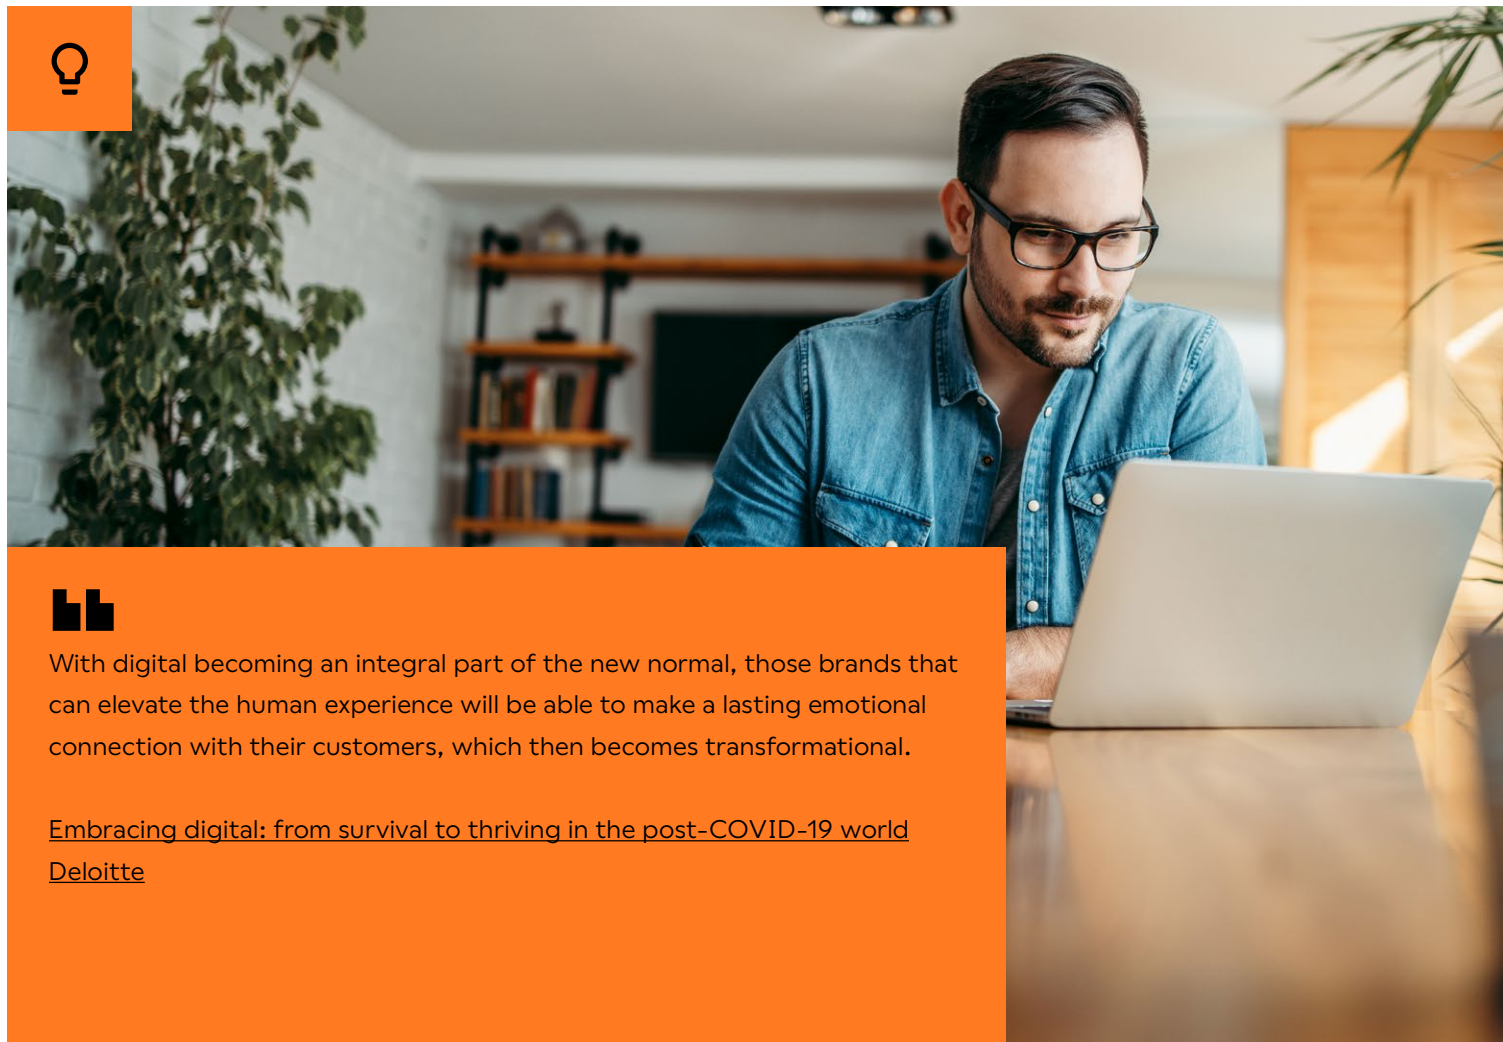 With digital becoming an integral part of the new normal, those brands that
can elevate the human experience will be able to make a lasting emotional
connection with their customers, which then becomes transformational.
Embracing digital: from survival to thriving in the post-COVID-19 world
Deloitte